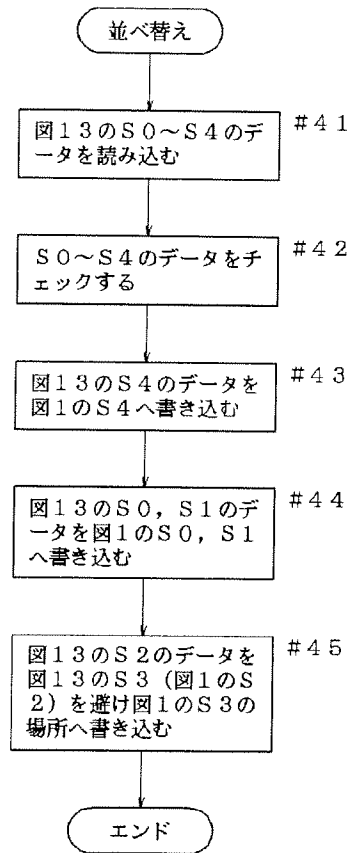 並べ替え
図13のS0~S4のデ
ータを読み込む
#41
S0~S4のデータをチ
ェックする
#42
図13のS4のデータを
図1のS4へ書き込む
#43
図13のS0,S1のデ
ータを図1のS0,S1
へ書き込む
#44
図13のS2のデータを
図13のS3(図1のS
2)を避け図1のS3の
場所へ書き込む
#45
エンド